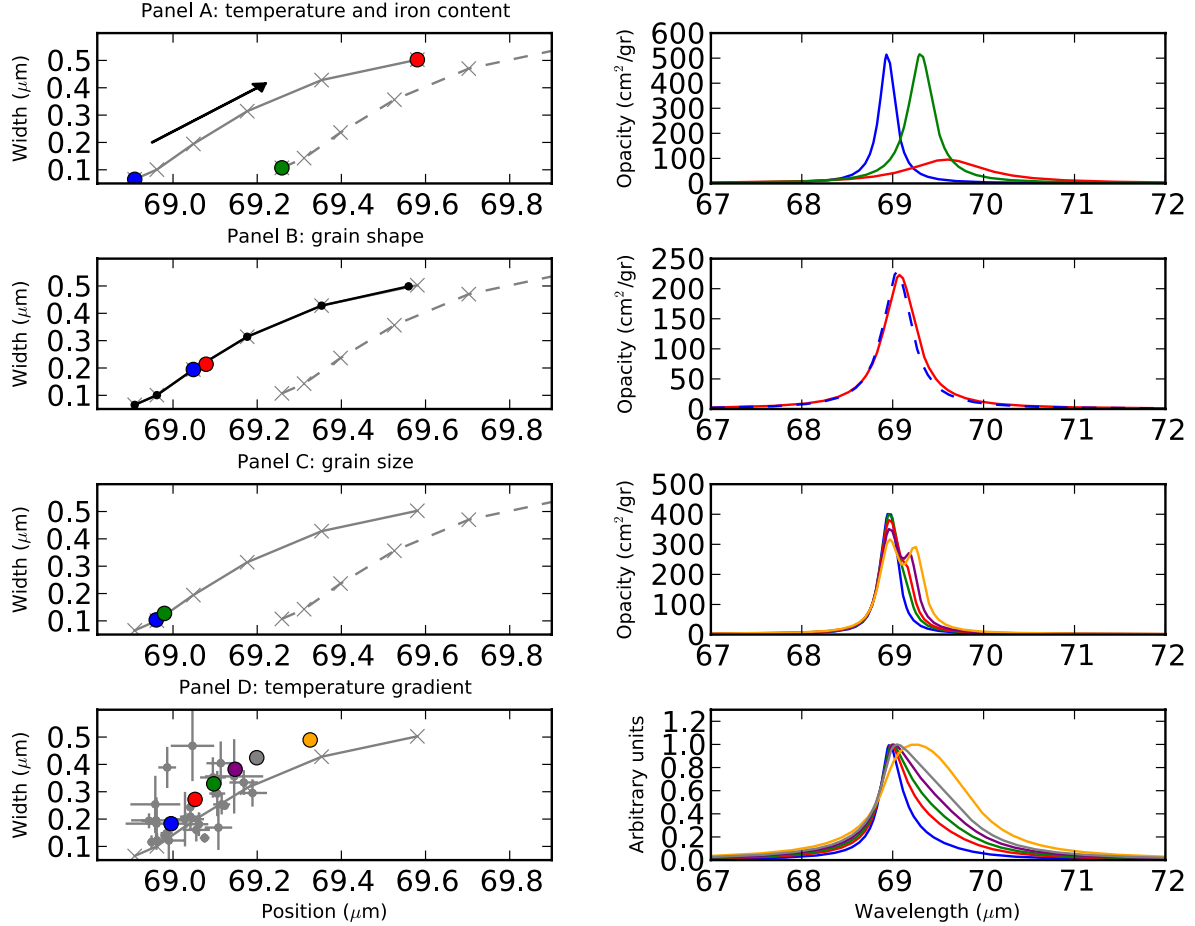 Panel A: temperature and iron content
Width (μm)
0.5
0.4
0.3
0.2
0.1
69.0 69.2 69.4 69.6 69.8
Opacity (cm²/gr)
600
500
400
300
200
100
0
67 68 69 70 71 72
Panel B: grain shape
Width (μm)
0.5
0.4
0.3
0.2
0.1
69.0 69.2 69.4 69.6 69.8
Opacity (cm²/gr)
250
200
150
100
50
0
67 68 69 70 71 72
Panel C: grain size
Width (μm)
0.5
0.4
0.3
0.2
0.1
69.0 69.2 69.4 69.6 69.8
Opacity (cm²/gr)
500
400
300
200
100
0
67 68 69 70 71 72
Panel D: temperature gradient
Width (μm)
0.5
0.4
0.3
0.2
0.1
69.0 69.2 69.4 69.6 69.8
Position (μm)
Arbitrary units
1.2
1.0
0.8
0.6
0.4
0.2
0.0
67 68 69 70 71 72
Wavelength (μm)